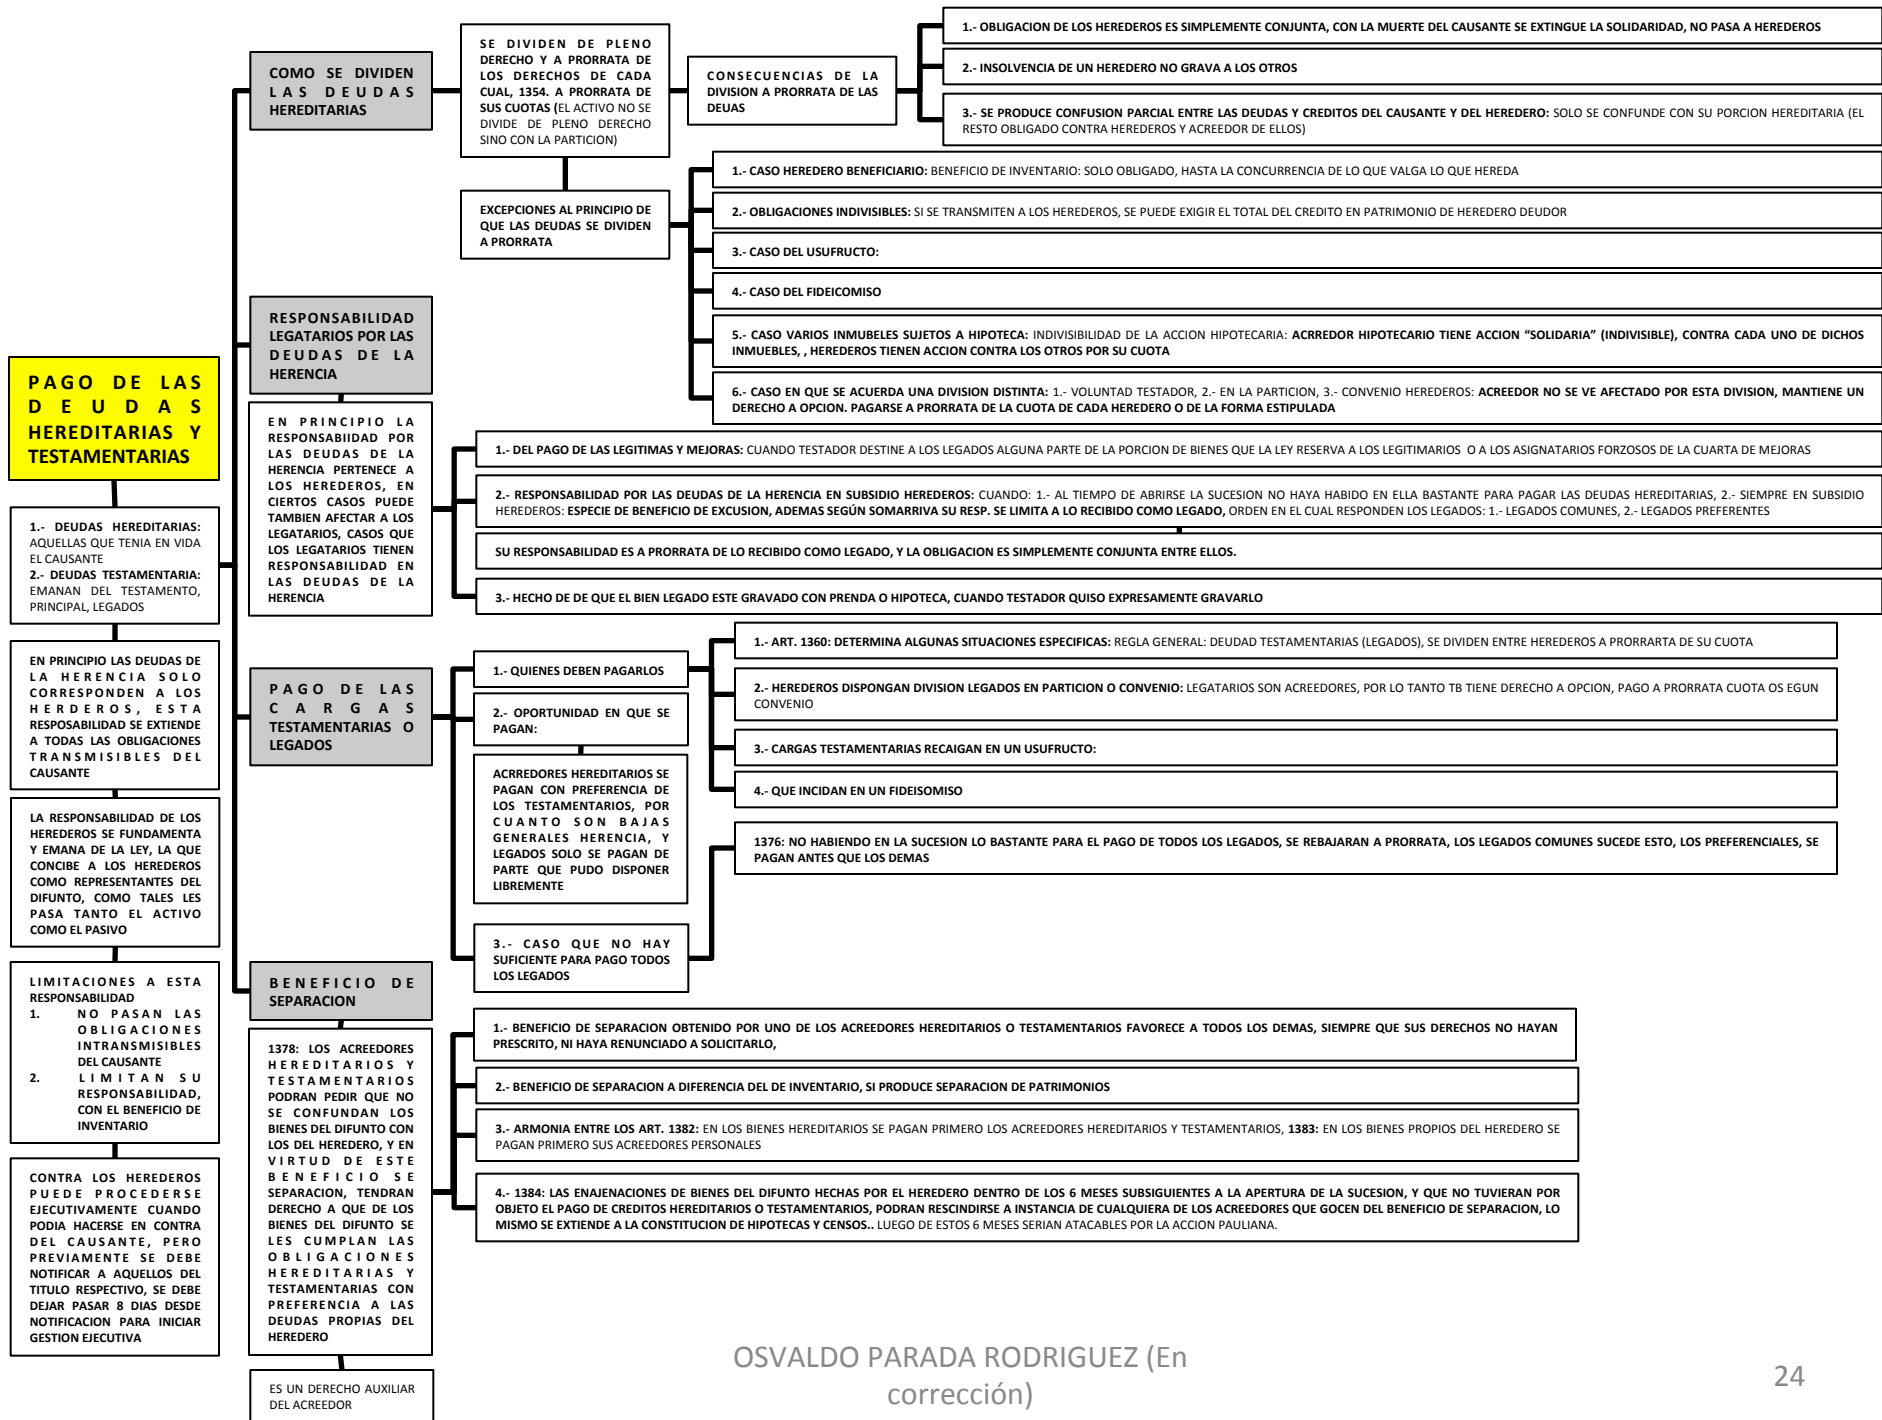 PAGO DE LAS
DEUDAS
HEREDITARIAS Y
TESTAMENTARIAS
1.- DEUDAS HEREDITARIAS:
AQUELLAS QUE TENIA EN VIDA
EL CAUSANTE
2.- DEUDAS TESTAMENTARIA:
EMANAN DEL TESTAMENTO,
PRINCIPAL, LEGADOS
EN PRINCIPIO LAS DEUDAS DE
LA HERENCIA SOLO
CORRESPONDEN A LOS
HERDEROS, ESTA
RESPOSABILIDAD SE EXTIENDE
A TODAS LAS OBLIGACIONES
TRANSMISIBLES DEL
CAUSANTE
LA RESPONSABILIDAD DE LOS
HEREDEROS SE FUNDAMENTA
Y EMANA DE LA LEY, LA QUE
CONCIBE A LOS HEREDEROS
COMO REPRESENTANTES DEL
DIFUNTO, COMO TALES LES
PASA TANTO EL ACTIVO
COMO EL PASIVO
LIMITACIONES A ESTA
RESPONSABILIDAD
1. NO PASAN LAS
OBLIGACIONES
INTRANSMISIBLES
DEL CAUSANTE
2. LIMITAN SU
RESPONSABILIDAD,
CON EL BENEFICIO DE
INVENTARIO
CONTRA LOS HEREDEROS
PUEDE PROCEDERSE
EJECUTIVAMENTE CUANDO
PODIA HACERSE EN CONTRA
DEL CAUSANTE, PERO
PREVIAMENTE SE DEBE
NOTIFICAR A AQUELLOS DEL
TITULO RESPECTIVO, SE DEBE
DEJAR PASAR 8 DIAS DESDE
NOTIFICACION PARA INICIAR
GESTION EJECUTIVA
COMO SE DIVIDEN
LAS DEUDAS
HEREDITARIAS
SE DIVIDEN DE PLENO
DERECHO Y A PRORRATA DE
LOS DERECHOS DE CADA
CUAL, 1354. A PRORRATA DE
SUS CUOTAS (EL ACTIVO NO SE
DIVIDE DE PLENO DERECHO
SINO CON LA PARTICION)
CONSECUENCIAS DE LA
DIVISION A PRORRATA DE LAS
DEUAS
1.- OBLIGACION DE LOS HEREDEROS ES SIMPLEMENTE CONJUNTA, CON LA MUERTE DEL CAUSANTE SE EXTINGUE LA SOLIDARIDAD, NO PASA A HEREDEROS
2.- INSOLVENCIA DE UN HEREDERO NO GRAVA A LOS OTROS
3.- SE PRODUCE CONFUSION PARCIAL ENTRE LAS DEUDAS Y CREDITOS DEL CAUSANTE Y DEL HEREDERO: SOLO SE CONFUNDE CON SU PORCION HEREDITARIA (EL
RESTO OBLIGADO CONTRA HEREDEROS Y ACREEDOR DE ELLOS)
EXCEPCIONES AL PRINCIPIO DE
QUE LAS DEUDAS SE DIVIDEN
A PRORRATA
1.- CASO HEREDERO BENEFICIARIO: BENEFICIO DE INVENTARIO: SOLO OBLIGADO, HASTA LA CONCURRENCIA DE LO QUE VALGA LO QUE HEREDA
2.- OBLIGACIONES INDIVISIBLES: SI SE TRANSMITEN A LOS HEREDEROS, SE PUEDE EXIGIR EL TOTAL DEL CREDITO EN PATRIMONIO DE HEREDERO DEUDOR
3.- CASO DEL USUFRUCTO:
4.- CASO DEL FIDEICOMISO
5.- CASO VARIOS INMUBELES SUJETOS A HIPOTECA: INDIVISIBILIDAD DE LA ACCION HIPOTECARIA: ACRREDOR HIPOTECARIO TIENE ACCION “SOLIDARIA” (INDIVISIBLE), CONTRA CADA UNO DE DICHOS
INMUEBLES, , HEREDEROS TIENEN ACCION CONTRA LOS OTROS POR SU CUOTA
6.- CASO EN QUE SE ACUERDA UNA DIVISION DISTINTA: 1.- VOLUNTAD TESTADOR, 2.- EN LA PARTICION, 3.- CONVENIO HEREDEROS: ACREEDOR NO SE VE AFECTADO POR ESTA DIVISION, MANTIENE UN
DERECHO A OPCION. PAGARSE A PRORRATA DE LA CUOTA DE CADA HEREDERO O DE LA FORMA ESTIPULADA
RESPONSABILIDAD
LEGATARIOS POR LAS
DEUDAS DE LA
HERENCIA
EN PRINCIPIO LA
RESPONSABIIDAD POR
LAS DEUDAS DE LA
HERENCIA PERTENECE A
LOS HEREDEROS, EN
CIERTOS CASOS PUEDE
TAMBIEN AFECTAR A LOS
LEGATARIOS, CASOS QUE
LOS LEGATARIOS TIENEN
RESPONSABILIDAD EN
LAS DEUDAS DE LA
HERENCIA
1.- DEL PAGO DE LAS LEGITIMAS Y MEJORAS: CUANDO TESTADOR DESTINE A LOS LEGADOS ALGUNA PARTE DE LA PORCION DE BIENES QUE LA LEY RESERVA A LOS LEGITIMARIOS O A LOS ASIGNATARIOS FORZOSOS DE LA CUARTA DE MEJORAS
2.- RESPONSABILIDAD POR LAS DEUDAS DE LA HERENCIA EN SUBSIDIO HEREDEROS: CUANDO: 1.- AL TIEMPO DE ABRIRSE LA SUCESION NO HAYA HABIDO EN ELLA BASTANTE PARA PAGAR LAS DEUDAS HEREDITARIAS, 2.- SIEMPRE EN SUBSIDIO
HEREDEROS: ESPECIE DE BENEFICIO DE EXCUSION, ADEMAS SEGÚN SOMARRIVA SU RESP. SE LIMITA A LO RECIBIDO COMO LEGADO, ORDEN EN EL CUAL RESPONDEN LOS LEGADOS: 1.- LEGADOS COMUNES, 2.- LEGADOS PREFERENTES
SU RESPONSABILIDAD ES A PRORRATA DE LO RECIBIDO COMO LEGADO, Y LA OBLIGACION ES SIMPLEMENTE CONJUNTA ENTRE ELLOS.
3.- HECHO DE DE QUE EL BIEN LEGADO ESTE GRAVADO CON PRENDA O HIPOTECA, CUANDO TESTADOR QUISO EXPRESAMENTE GRAVARLO
PAGO DE LAS
CARGAS
TESTAMENTARIAS O
LEGADOS
1.- QUIENES DEBEN PAGARLOS
1.- ART. 1360: DETERMINA ALGUNAS SITUACIONES ESPECIFICAS: REGLA GENERAL: DEUDAD TESTAMENTARIAS (LEGADOS), SE DIVIDEN ENTRE HEREDEROS A PRORRARTA DE SU CUOTA
2.- HEREDEROS DISPONGAN DIVISION LEGADOS EN PARTICION O CONVENIO: LEGATARIOS SON ACREEDORES, POR LO TANTO TB TIENE DERECHO A OPCION, PAGO A PRORRATA CUOTA OS EGUN
CONVENIO
3.- CARGAS TESTAMENTARIAS RECAIGAN EN UN USUFRUCTO:
4.- QUE INCIDAN EN UN FIDEISOMISO
2.- OPORTUNIDAD EN QUE SE
PAGAN:
ACRREDORES HEREDITARIOS SE
PAGAN CON PREFERENCIA DE
LOS TESTAMENTARIOS, POR
CUANTO SON BAJAS
GENERALES HERENCIA, Y
LEGADOS SOLO SE PAGAN DE
PARTE QUE PUDO DISPONER
LIBREMENTE
3.- CASO QUE NO HAY
SUFICIENTE PARA PAGO TODOS
LOS LEGADOS
1376: NO HABIENDO EN LA SUCESION LO BASTANTE PARA EL PAGO DE TODOS LOS LEGADOS, SE REBAJARAN A PRORRATA, LOS LEGADOS COMUNES SUCEDE ESTO, LOS PREFERENCIALES, SE
PAGAN ANTES QUE LOS DEMAS
BENEFICIO DE
SEPARACION
1378: LOS ACREEDORES
HEREDITARIOS Y
TESTAMENTARIOS
PODRAN PEDIR QUE NO
SE CONFUNDAN LOS
BIENES DEL DIFUNTO CON
LOS DEL HEREDERO, Y EN
VIRTUD DE ESTE
BENEFICIO SE
SEPARACION, TENDRAN
DERECHO A QUE DE LOS
BIENES DEL DIFUNTO SE
LES CUMPLAN LAS
OBLIGACIONES
HEREDITARIAS Y
TESTAMENTARIAS CON
PREFERENCIA A LAS
DEUDAS PROPIAS DEL
HEREDERO
ES UN DERECHO AUXILIAR
DEL ACREEDOR
1.- BENEFICIO DE SEPARACION OBTENIDO POR UNO DE LOS ACREEDORES HEREDITARIOS O TESTAMENTARIOS FAVORECE A TODOS LOS DEMAS, SIEMPRE QUE SUS DERECHOS NO HAYAN
PRESCRITO, NI HAYA RENUNCIADO A SOLICITARLO,
2.- BENEFICIO DE SEPARACION A DIFERENCIA DEL DE INVENTARIO, SI PRODUCE SEPARACION DE PATRIMONIOS
3.- ARMONIA ENTRE LOS ART. 1382: EN LOS BIENES HEREDITARIOS SE PAGAN PRIMERO LOS ACREEDORES HEREDITARIOS Y TESTAMENTARIOS, 1383: EN LOS BIENES PROPIOS DEL HEREDERO SE
PAGAN PRIMERO SUS ACREEDORES PERSONALES
4.- 1384: LAS ENAJENACIONES DE BIENES DEL DIFUNTO HECHAS POR EL HEREDERO DENTRO DE LOS 6 MESES SUBSIGUIENTES A LA APERTURA DE LA SUCESION, Y QUE NO TUVIERAN POR
OBJETO EL PAGO DE CREDITOS HEREDITARIOS O TESTAMENTARIOS, PODRAN RESCINDIRSE A INSTANCIA DE CUALQUIERA DE LOS ACREEDORES QUE GOCEN DEL BENEFICIO DE SEPARACION, LO
MISMO SE EXTIENDE A LA CONSTITUCION DE HIPOTECAS Y CENSOS.. LUEGO DE ESTOS 6 MESES SERIAN ATACABLES POR LA ACCION PAULIANA.
OSVALDO PARADA RODRIGUEZ (En
corrección)
24